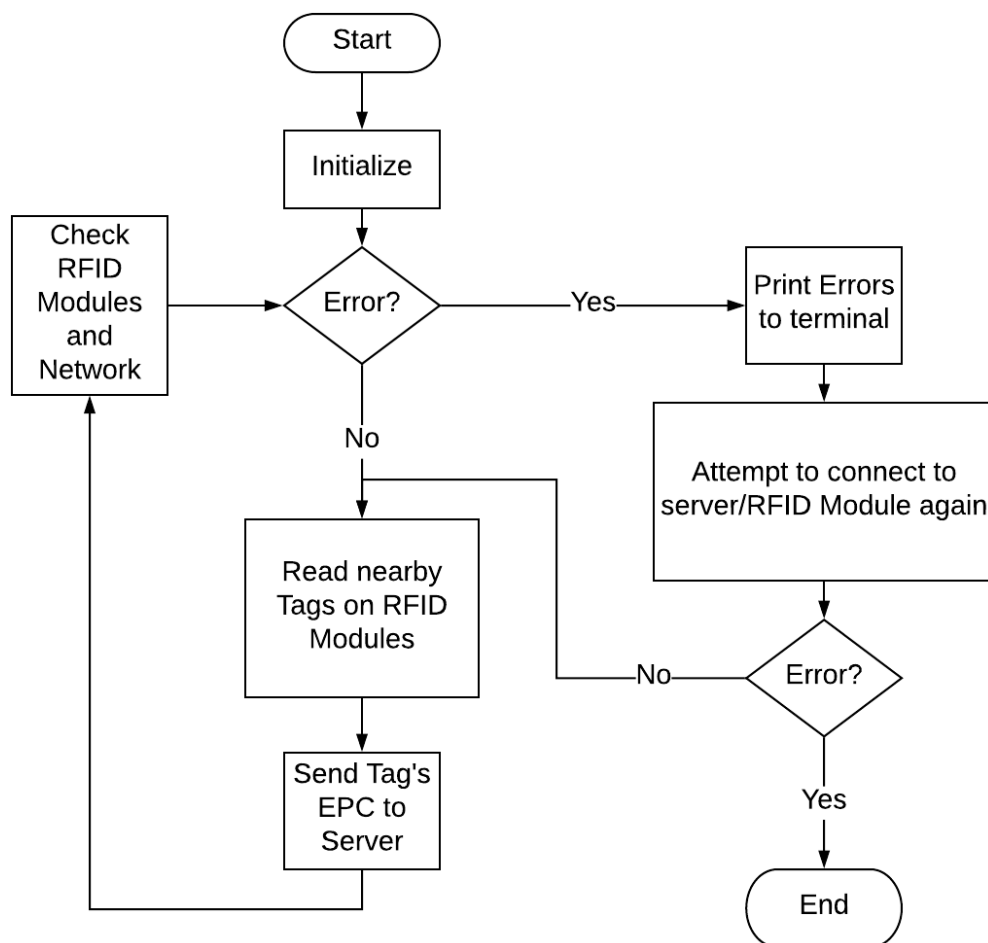 Start
Initialize
Check
RFID
Modules
and
Network
Error?
Yes
Print Errors
to terminal
No
Attempt to connect to
server/RFID Module again
Read nearby
Tags on RFID
Modules
No
Error?
Send Tag's
EPC to
Server
Yes
End